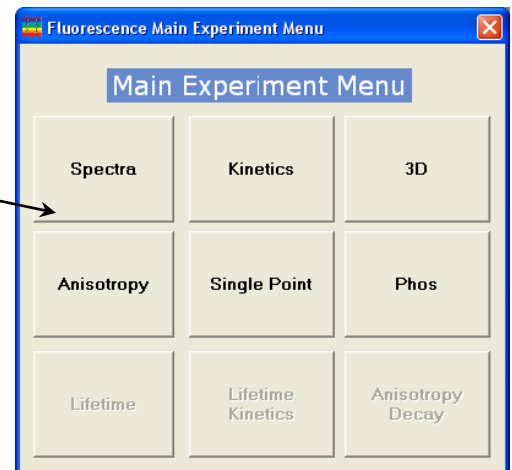 Fluorescence Main Experiment Menu
Main Experiment Menu
Spectra
Kinetics
3D
Anisotropy
Single Point
Phos
Lifetime
Lifetime
Kinetics
Anisotropy
Decay